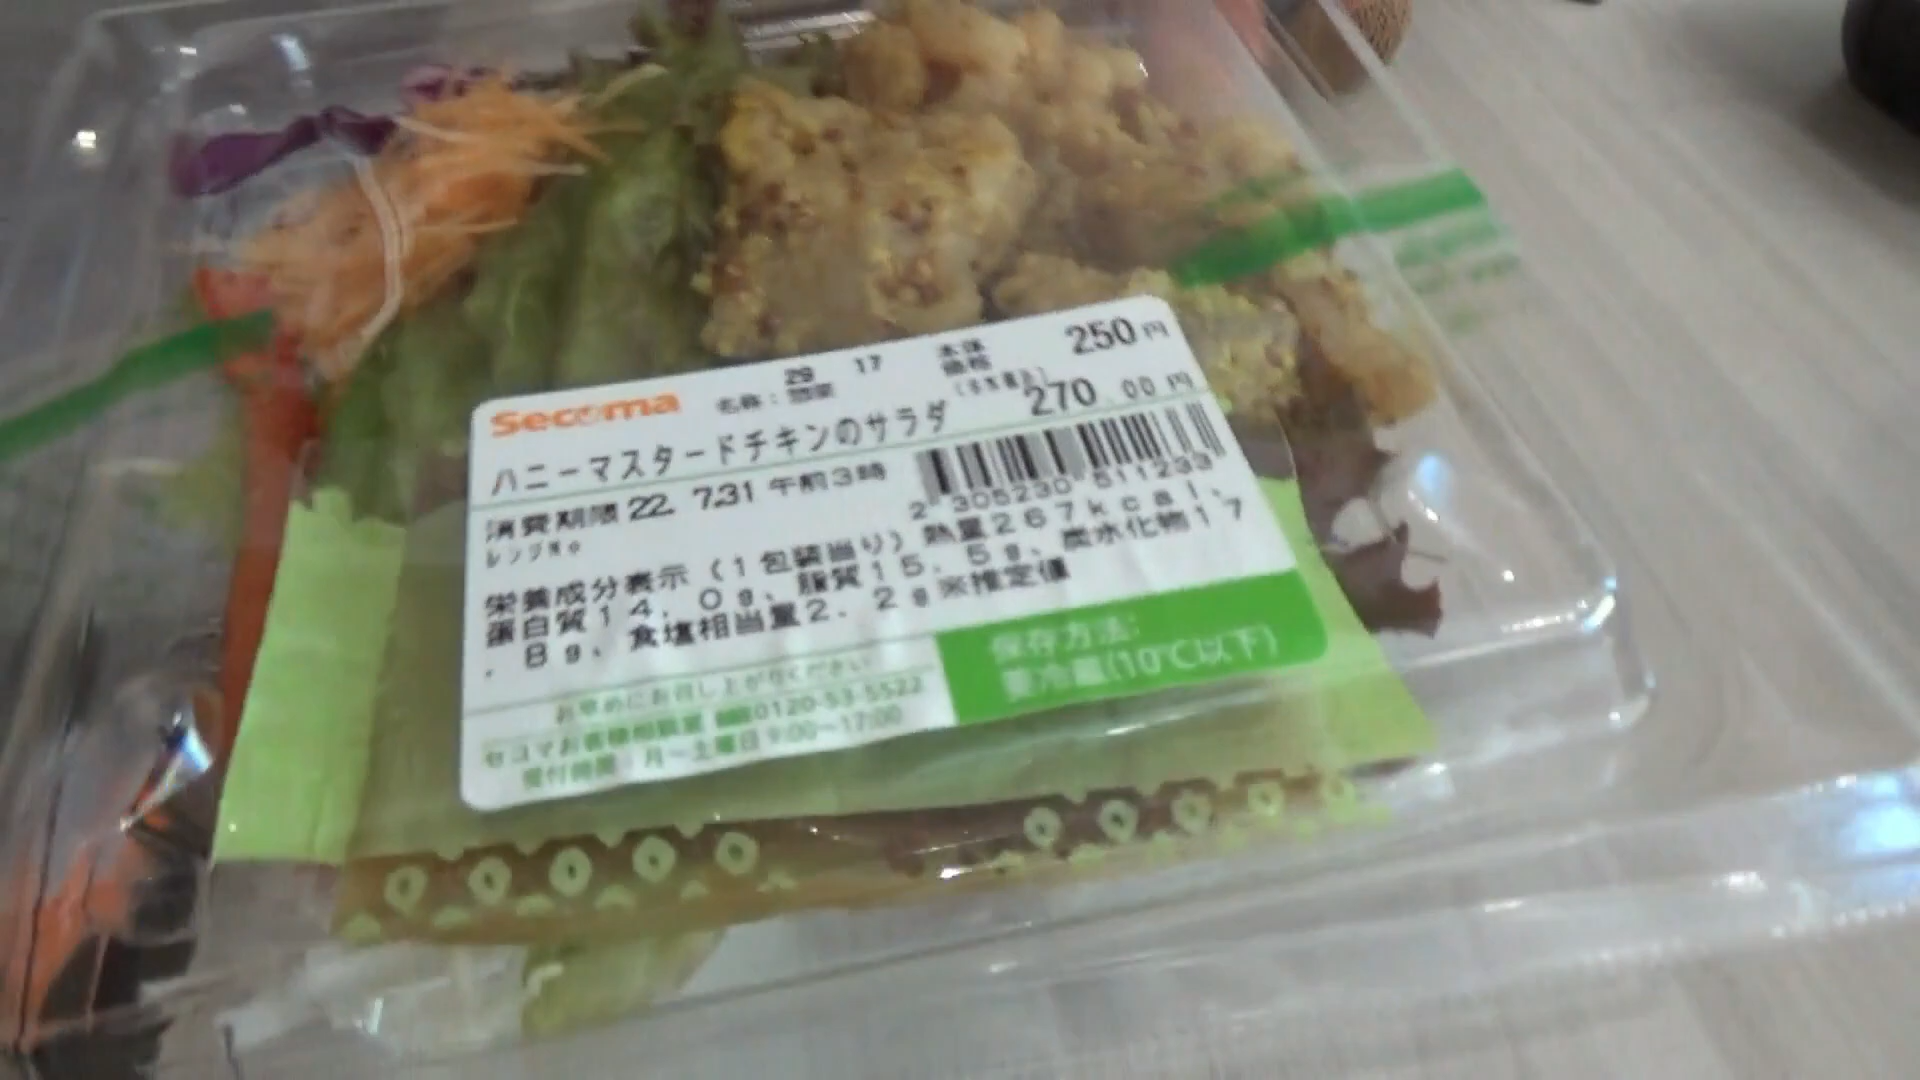 Secoma 名称：惣菜 29 17 本体価格 250円
270.00円
ハニーマスタードチキンのサラダ
消費期限 22. 7.31 午前3時
2 305230 511233
栄養成分表示（1包装当り）熱量267kcal、
蛋白質14．0g、脂質15．5g、炭水化物17
．8g、食塩相当量2．2g※推定値
お早めにお召し上がりください
セコマお客様相談室 0120-53-5522
受付時間 月～土曜日 9:00～17:00
保存方法:
要冷蔵(10℃以下)